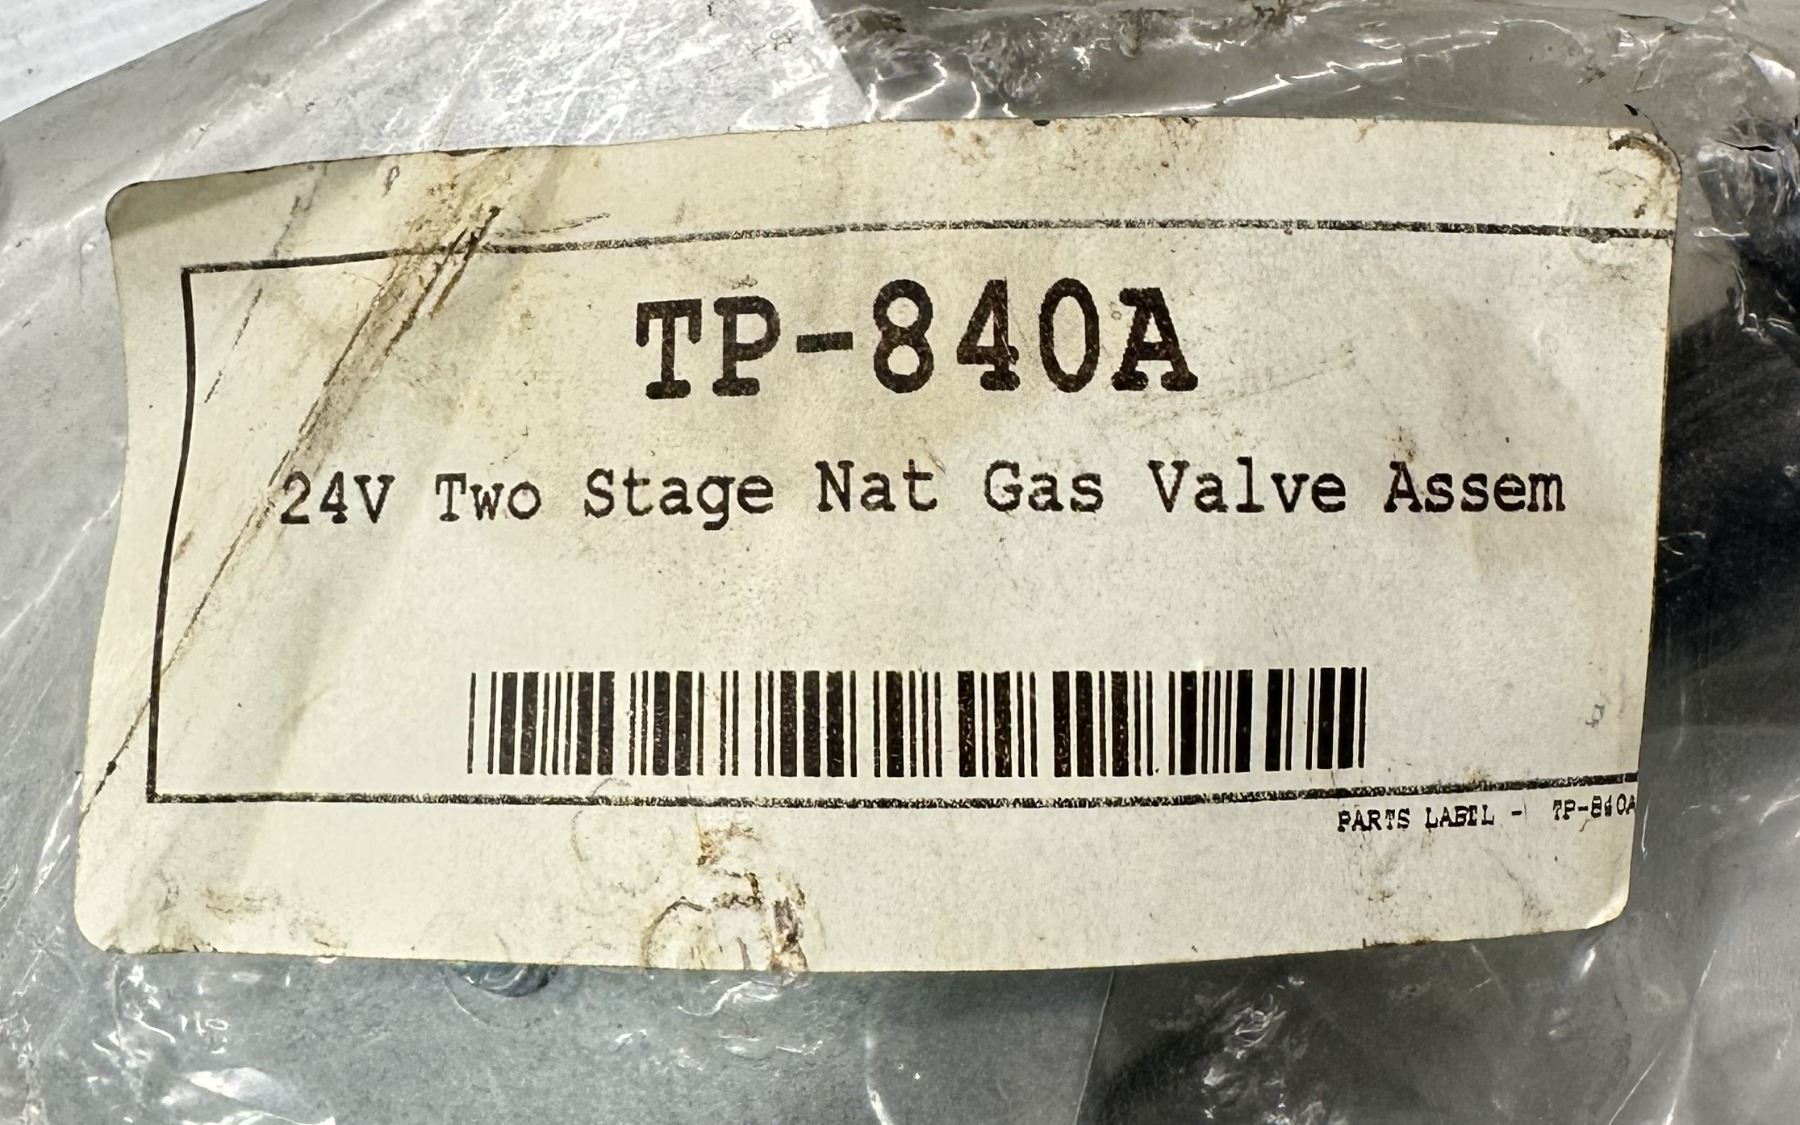 TP-840A
24V Two Stage Nat Gas Valve Assem
PARTS LABEL - TP-840A